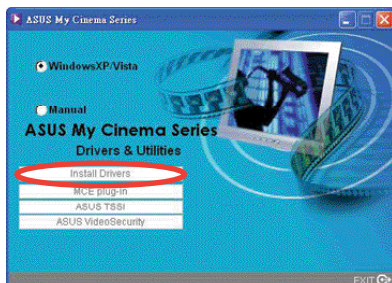 ASUS My Cinema Series
WindowsXP/Vista
Manual
ASUS My Cinema Series
Drivers & Utilities
Install Drivers
MCE plug-in
ASUS TSSI
ASUS VideoSecurity
EXIT